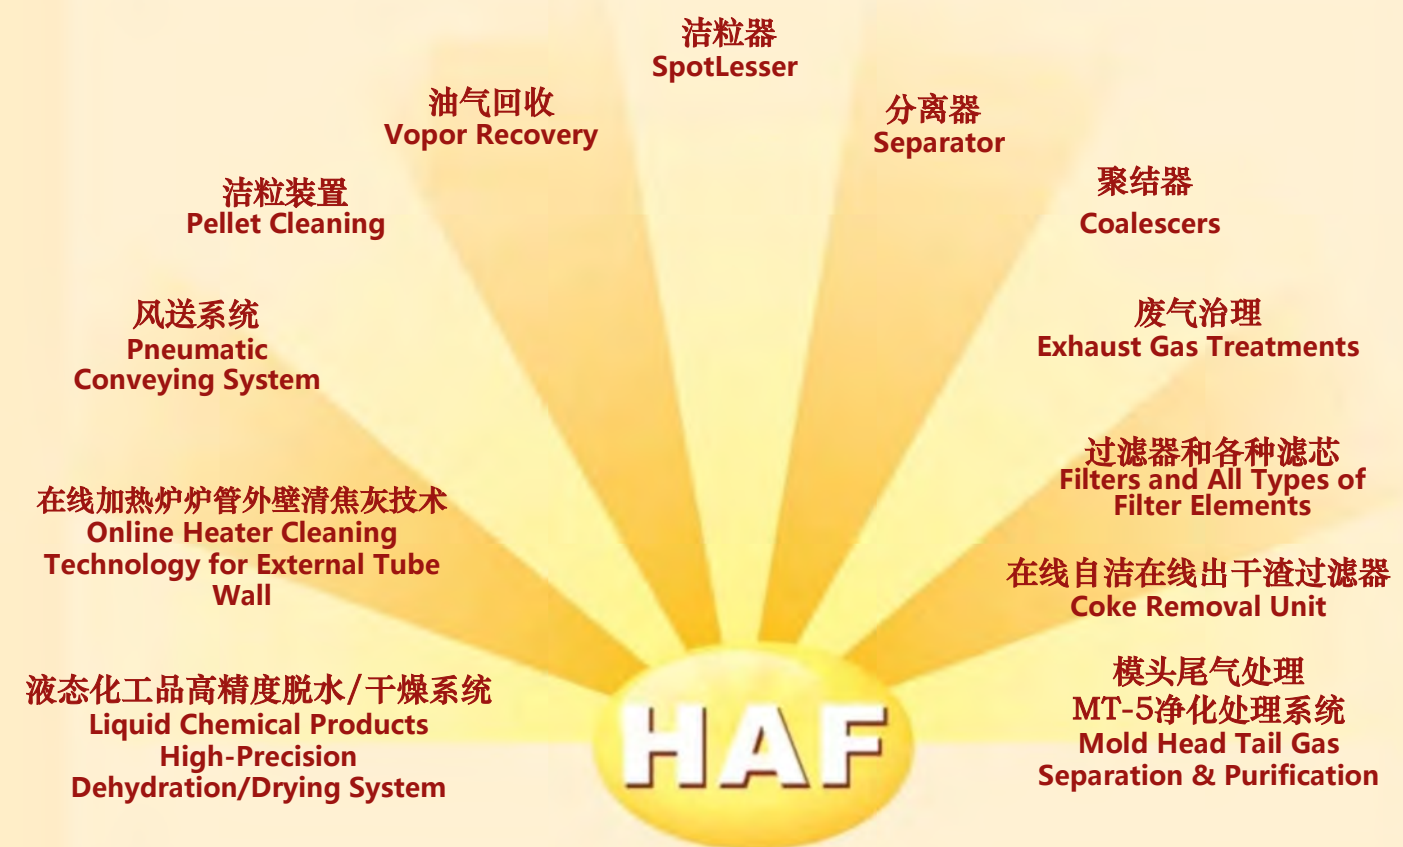 洁粒器
SpotLesser
油气回收
Vopor Recovery
分离器
Separator
洁粒装置
Pellet Cleaning
聚结器
Coalescers
风送系统
Pneumatic
Conveying System
废气治理
Exhaust Gas Treatments
过滤器和各种滤芯
Filters and All Types of
Filter Elements
在线加热炉炉管外壁清焦灰技术
Online Heater Cleaning
Technology for External Tube
Wall
在线自洁在线出干渣过滤器
Coke Removal Unit
液态化工品高精度脱水/干燥系统
Liquid Chemical Products
High-Precision
Dehydration/Drying System
模头尾气处理
MT-5净化处理系统
Mold Head Tail Gas
Separation & Purification
HAF